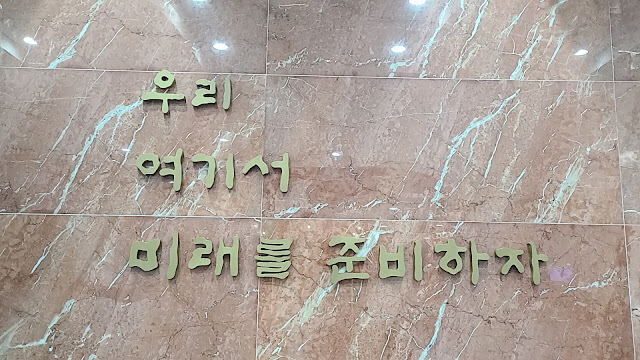 우리
여기서
미래를 준비하자